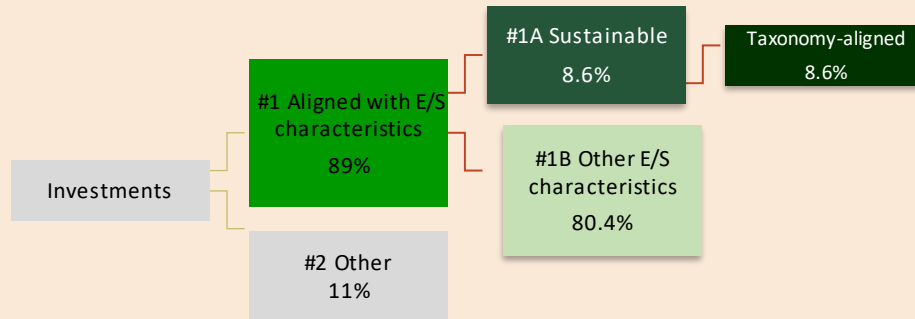 Investments
#1 Aligned with E/S
characteristics
89%
#2 Other
11%
#1A Sustainable
8.6%
#1B Other E/S
characteristics
80.4%
Taxonomy-aligned
8.6%